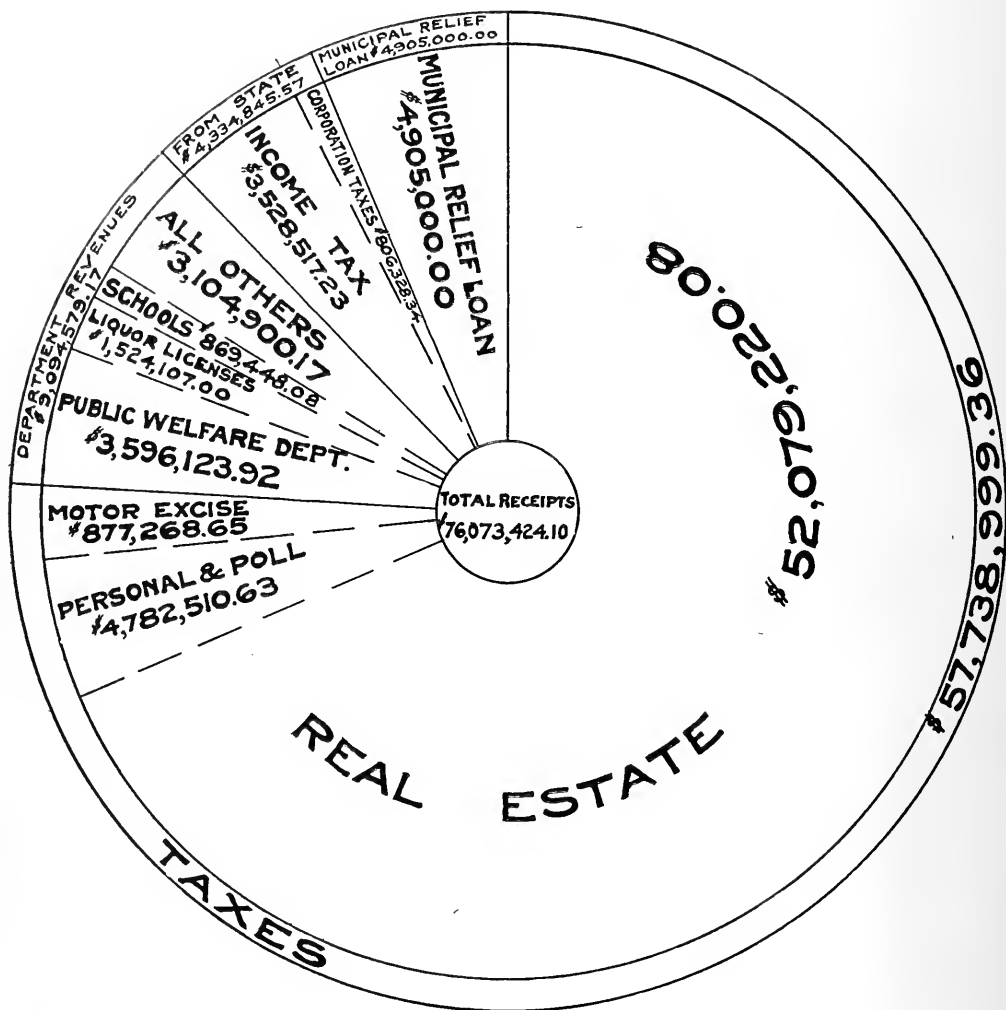 MUNICIPAL RELIEF
LOAN $4,905,000.00
FROM STATE
$4,334,845.57
DEPARTMENT REVENUES
$9,094,579.17
MUNICIPAL RELIEF LOAN
$4,905,000.00
CORPORATION TAXES $806,328.34
INCOME TAX
$3,528,517.23
ALL OTHERS
$3,104,900.17
SCHOOLS $869,448.08
LIQUOR LICENSES
$1,524,107.00
PUBLIC WELFARE DEPT.
$3,596,123.92
MOTOR EXCISE
$877,268.65
PERSONAL & POLL
$4,782,510.63
TOTAL RECEIPTS
$76,073,424.10
REAL ESTATE
$52,079,220.08
TAXES
$57,738,999.36